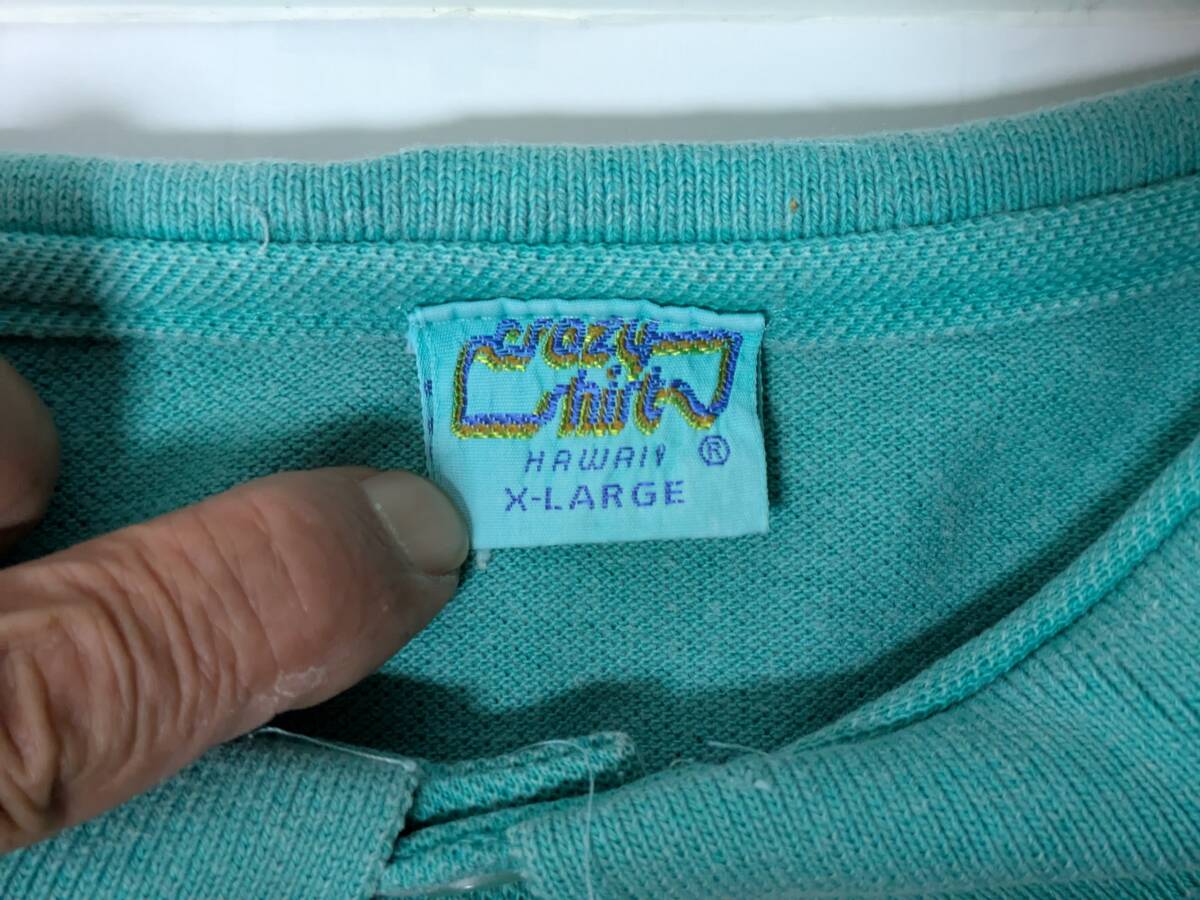 crazy
shirt
HAWAII ®
X-LARGE